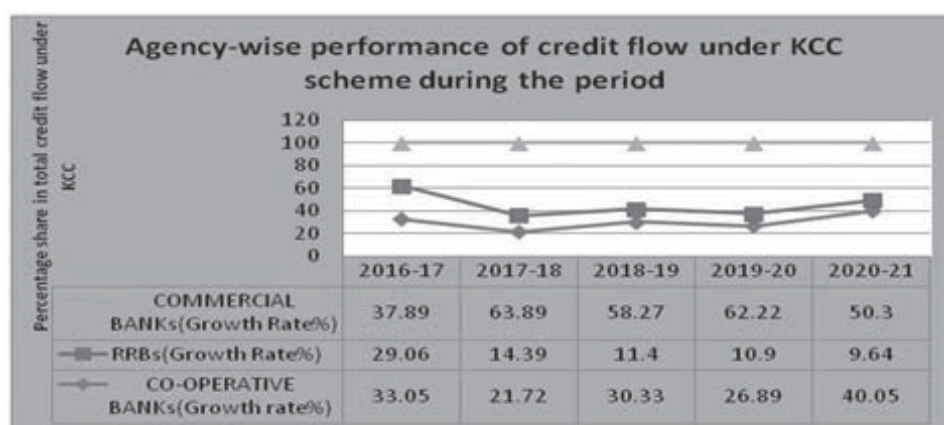 Agency-wise performance of credit flow under KCC
scheme during the period
Percentage share in total credit flow under
KCC
120
100
80
60
40
20
0
2016-17 2017-18 2018-19 2019-20 2020-21
COMMERCIAL
BANKs(Growth Rate%) 37.89 63.89 58.27 62.22 50.3
RRBs(Growth Rate%) 29.06 14.39 11.4 10.9 9.64
CO-OPERATIVE
BANKs(Growth rate%) 33.05 21.72 30.33 26.89 40.05